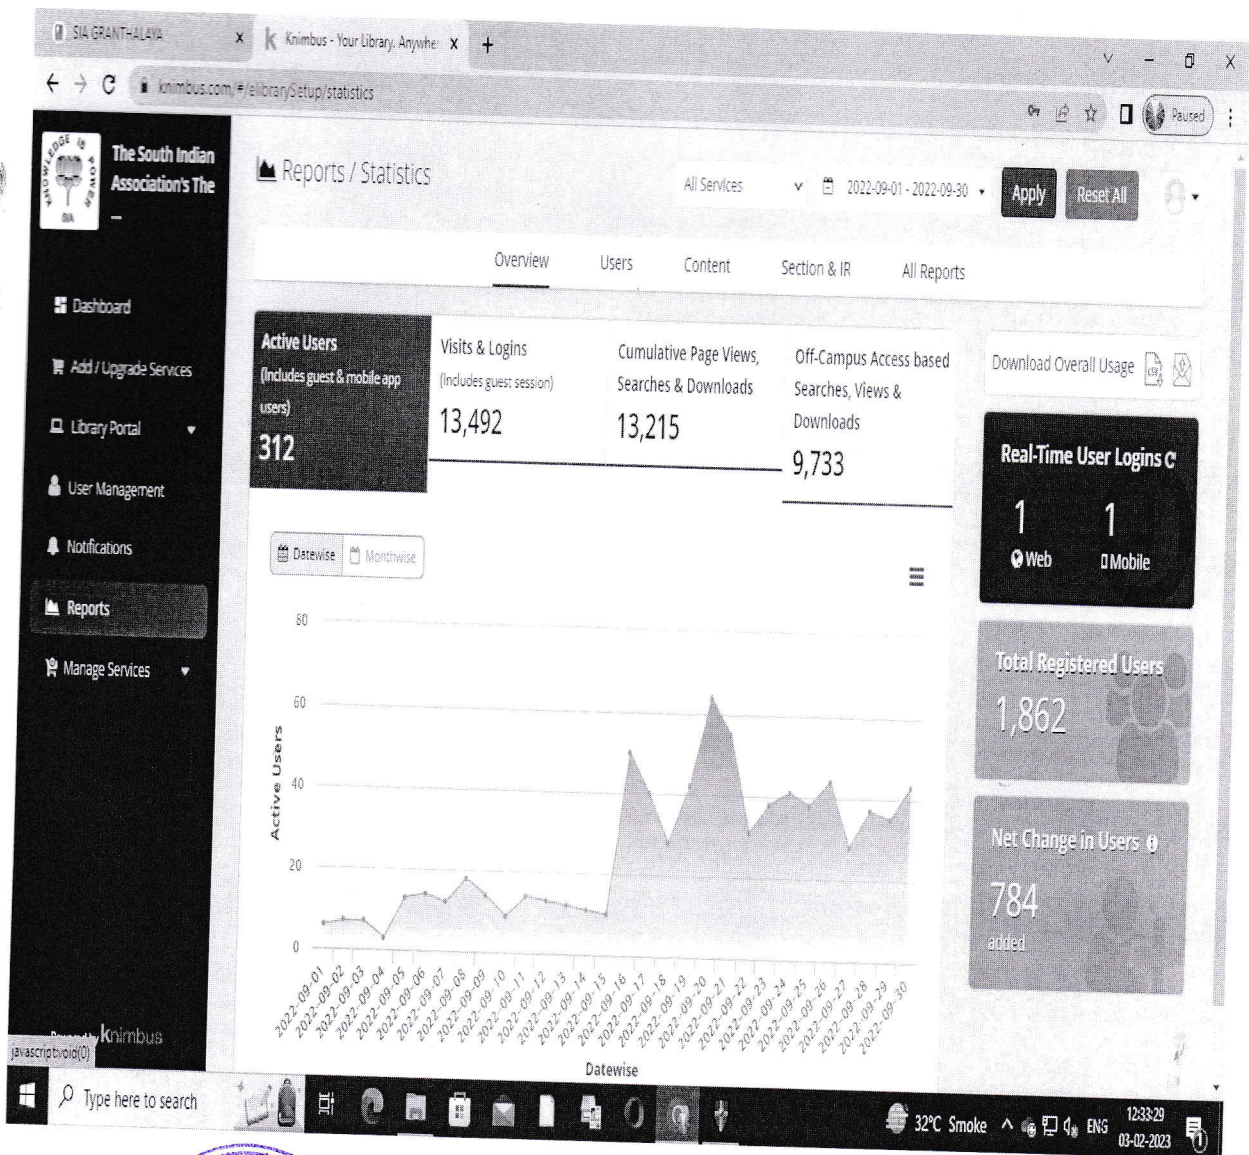 SIA GRANTHALAYA
Knimbus - Your Library. Anywhe
knimbus.com/#/elibrarySetup/statistics
Paused
KNOWLEDGE IS POWER
SIA
The South Indian
Association's The
Reports / Statistics
All Services
2022-09-01 - 2022-09-30
Apply
Reset All
Overview
Users
Content
Section & IR
All Reports
Dashboard
Add / Upgrade Services
Library Portal
User Management
Notifications
Reports
Manage Services
Active Users
(Includes guest & mobile app
users)
312
Visits & Logins
(Includes guest session)
13,492
Cumulative Page Views,
Searches & Downloads
13,215
Off-Campus Access based
Searches, Views &
Downloads
9,733
Download Overall Usage
Real-Time User Logins
1 1
Web Mobile
Total Registered Users
1,862
Net Change in Users
784
added
Datewise
Monthwise
80
60
40
20
0
Active Users
2022-09-01
2022-09-02
2022-09-03
2022-09-04
2022-09-05
2022-09-06
2022-09-07
2022-09-08
2022-09-09
2022-09-10
2022-09-11
2022-09-12
2022-09-13
2022-09-14
2022-09-15
2022-09-16
2022-09-17
2022-09-18
2022-09-19
2022-09-20
2022-09-21
2022-09-22
2022-09-23
2022-09-24
2022-09-25
2022-09-26
2022-09-27
2022-09-28
2022-09-29
2022-09-30
Datewise
knimbus
javascript:void(0)
Type here to search
32°C Smoke
ENG
12:33:29
03-02-2023
1